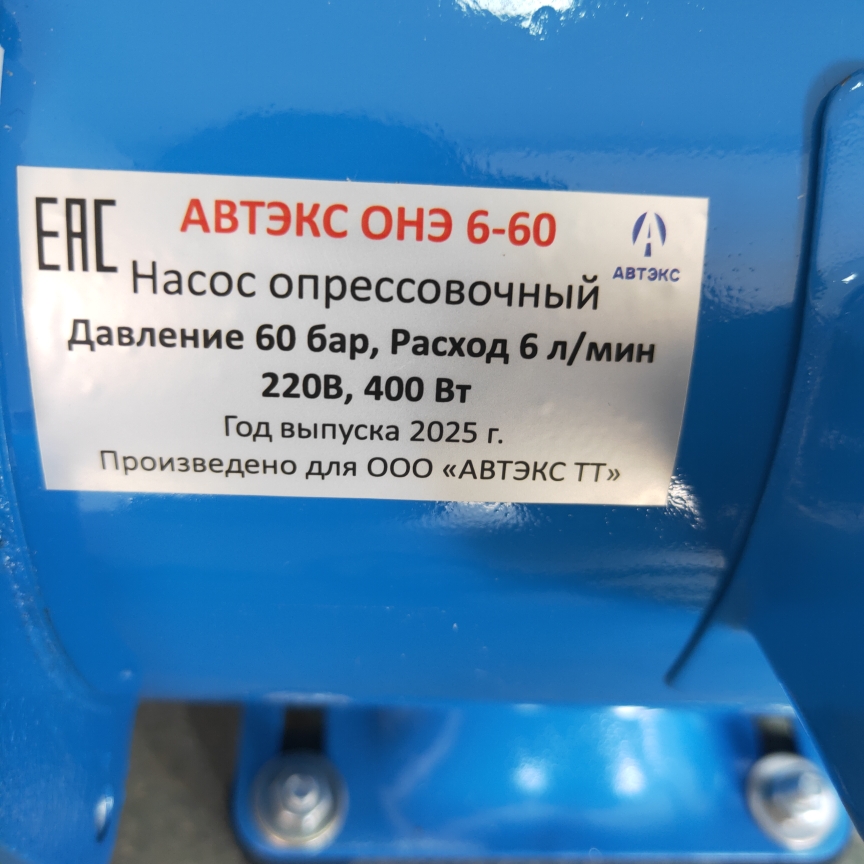 EAC
АВТЭКС ОНЭ 6-60
АВТЭКС
Насос опрессовочный
Давление 60 бар, Расход 6 л/мин
220В, 400 Вт
Год выпуска 2025 г.
Произведено для ООО «АВТЭКС ТТ»